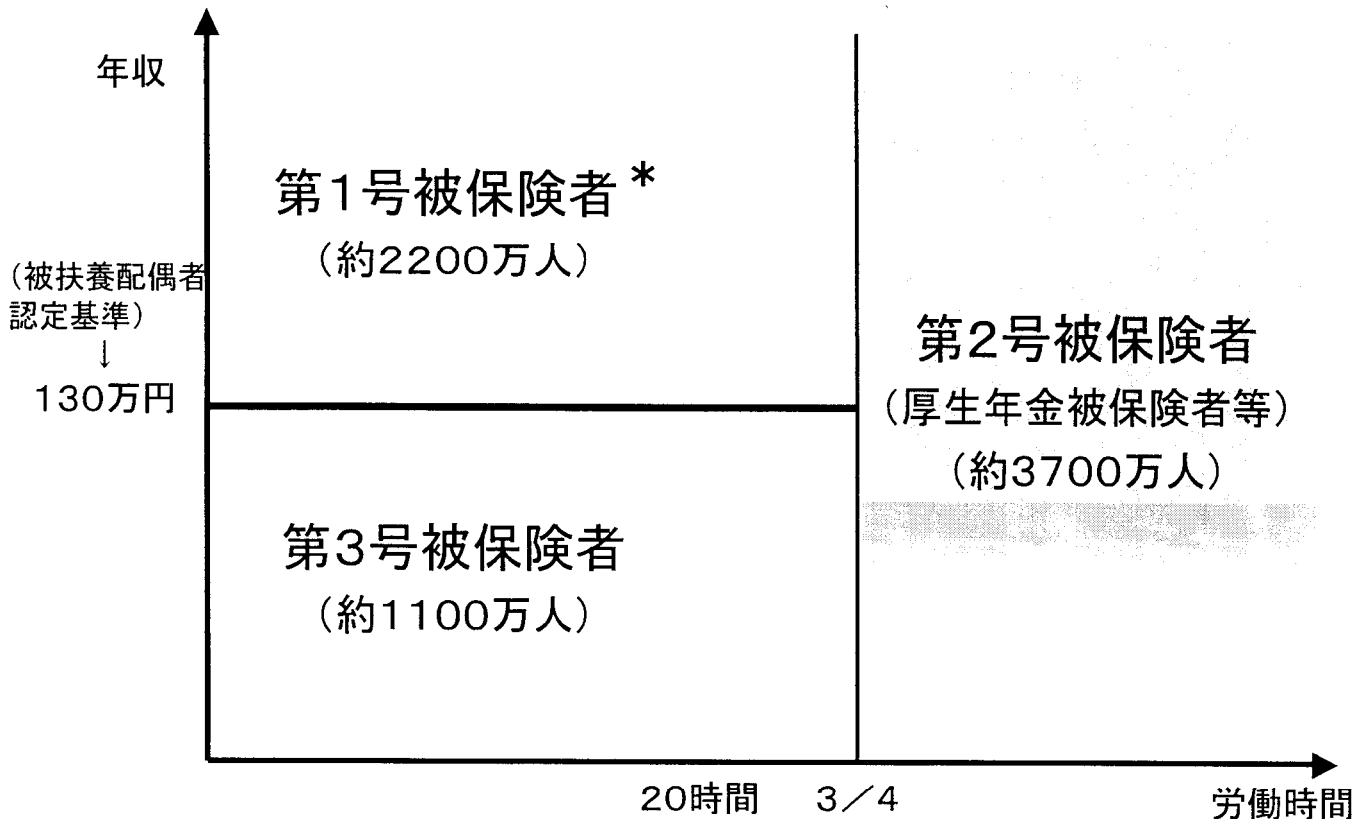 年収
第1号被保険者*
（約2200万人）
（被扶養配偶者
認定基準）
↓
130万円
第2号被保険者
（厚生年金被保険者等）
（約3700万人）
第3号被保険者
（約1100万人）
20時間
3／4
労働時間